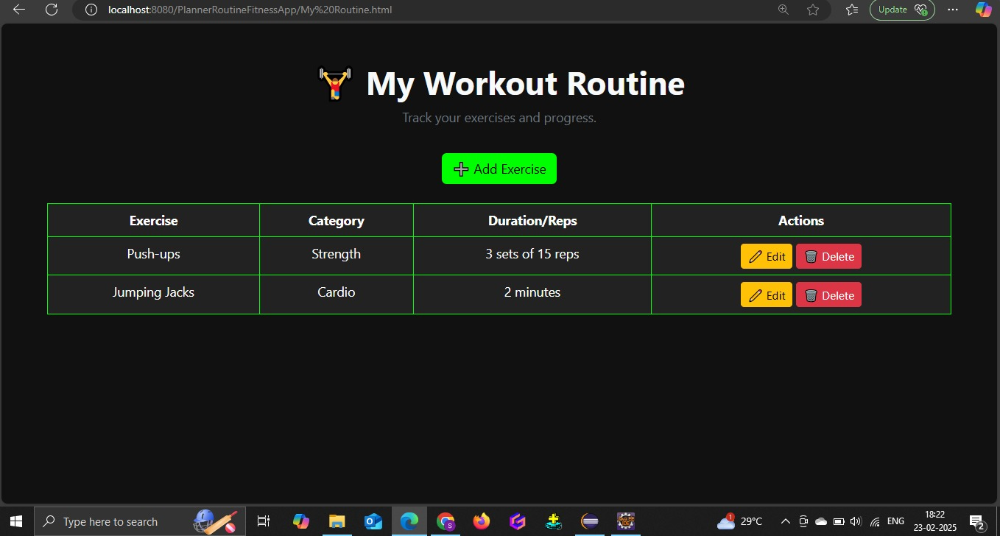 localhost:8080/PlannerRoutineFitnessApp/My%20Routine.html
Update
My Workout Routine
Track your exercises and progress.
Add Exercise
Exercise Category Duration/Reps Actions
Push-ups Strength 3 sets of 15 reps Edit Delete
Jumping Jacks Cardio 2 minutes Edit Delete
Type here to search
1
29°C
ENG
18:22
23-02-2025
2